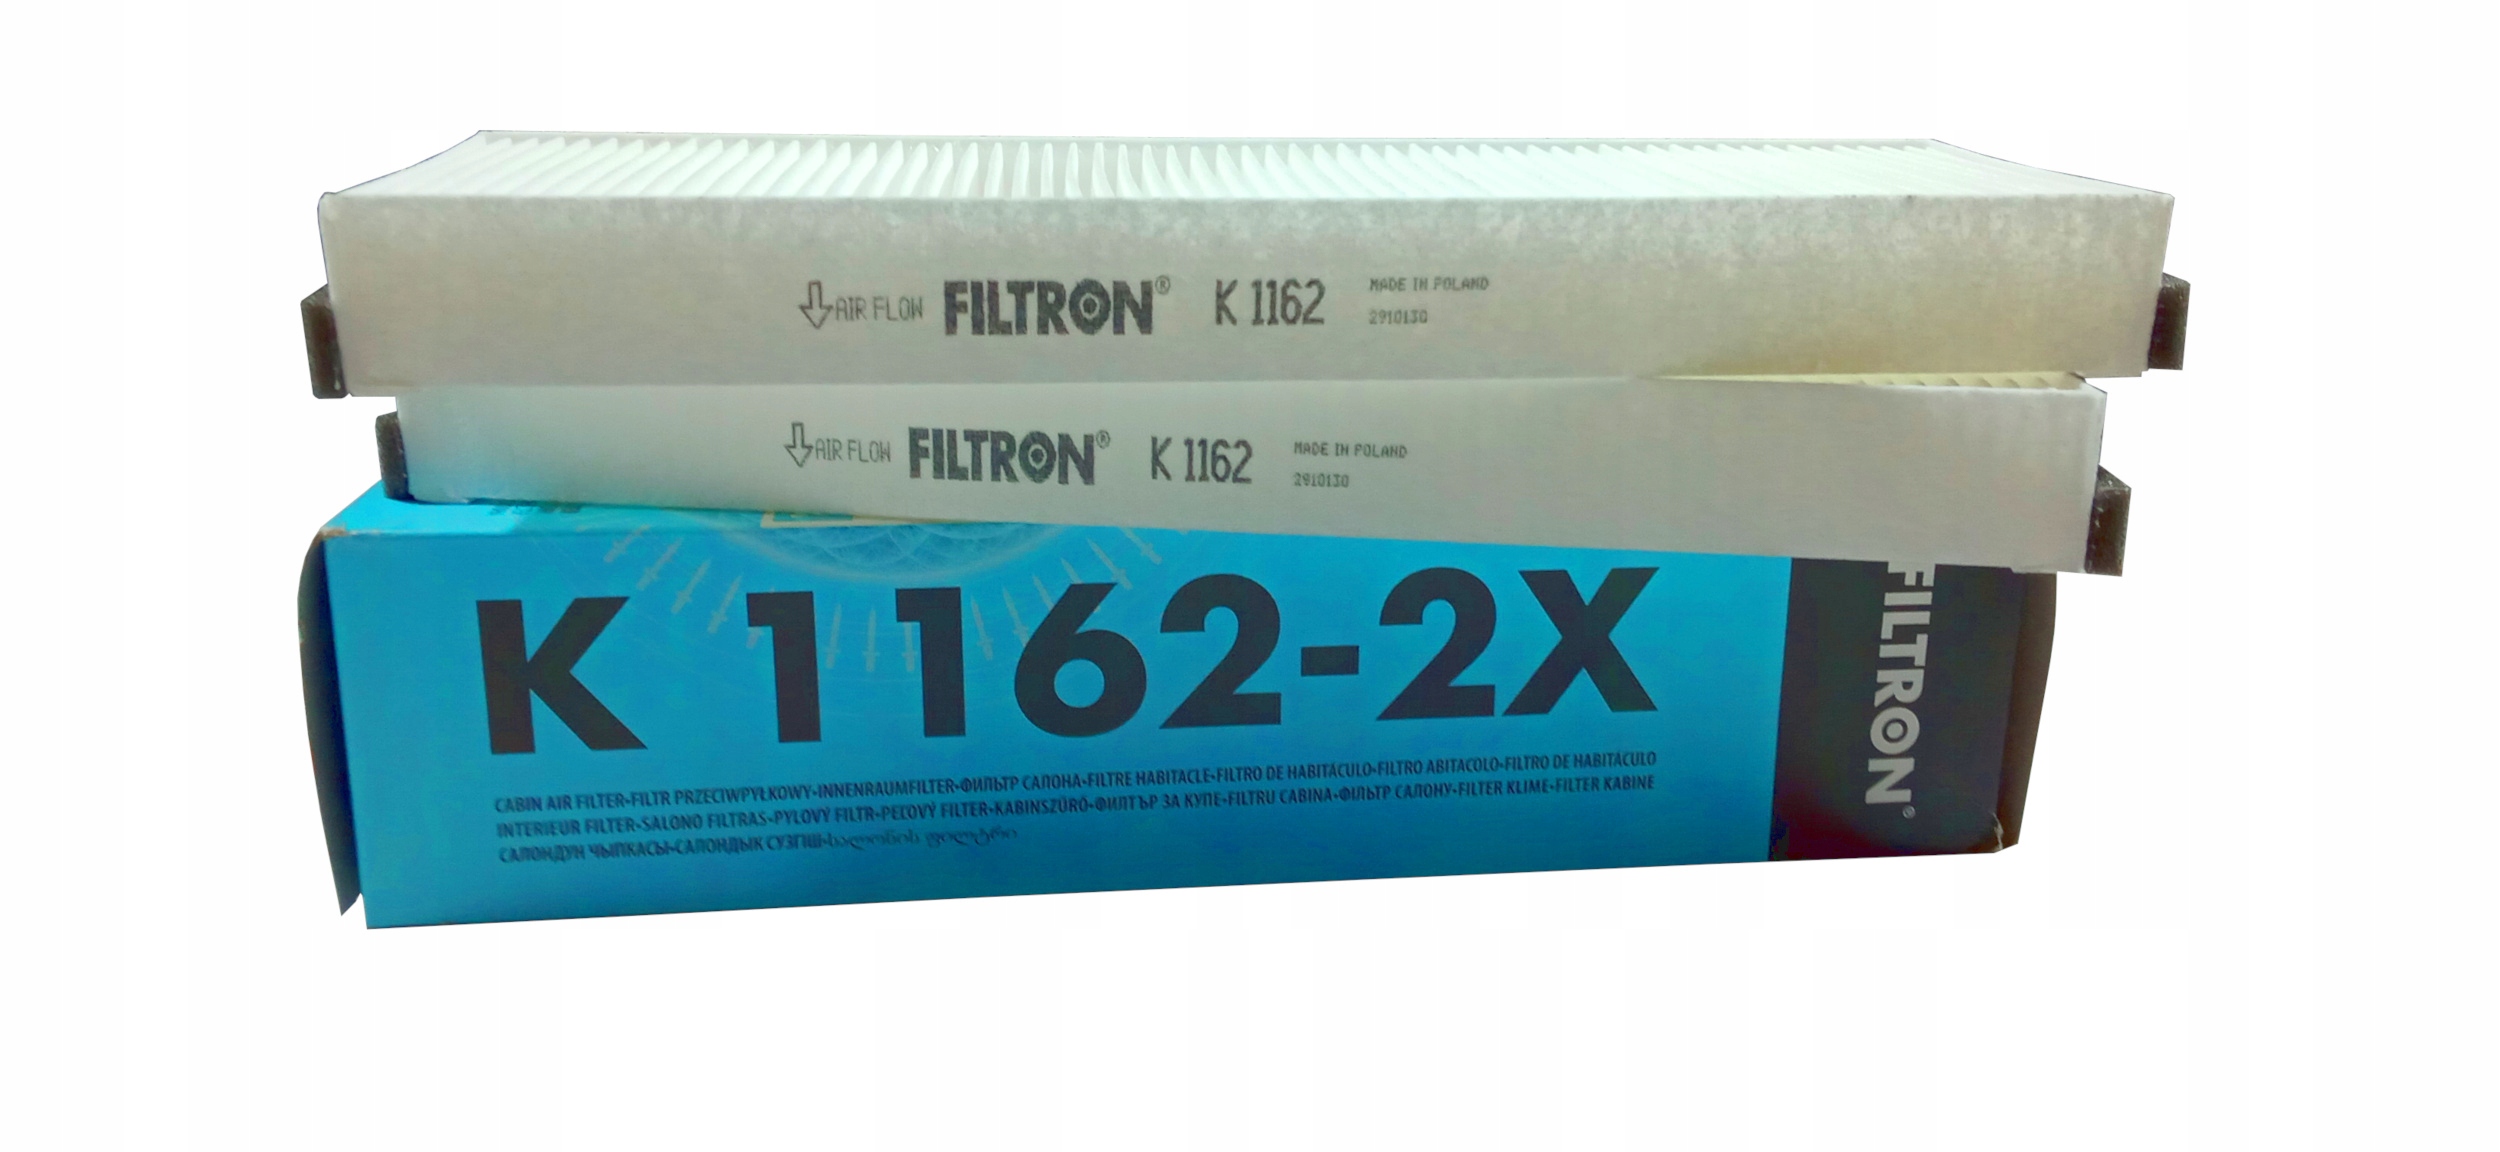 AIR FLOW FILTRON® K 1162 MADE IN POLAND
2910130
AIR FLOW FILTRON® K 1162 MADE IN POLAND
2910130
K 1162-2X
FILTRON®
CABIN AIR FILTER-FILTR PRZECIWPYŁKOWY-INNENRAUMFILTER-ФИЛЬТР САЛОНА-FILTRE HABITACLE-FILTRO DE HABITÁCULO-FILTRO ABITACOLO-FILTRO DE HABITÁCULO
INTERIEUR FILTER-SALONO FILTRAS-PYLOVÝ FILTR-PEĽOVÝ FILTER-KABINSZŰRŐ-ФИЛТЪР ЗА КУПЕ-FILTRU CABINA-ФІЛЬТР САЛОНУ-FILTER KLIME-FILTER KABINE
САЛОНДУН ЧЫПКАСЫ-САЛОНДЫК СҮЗГІШ-სალონის ფილტრი